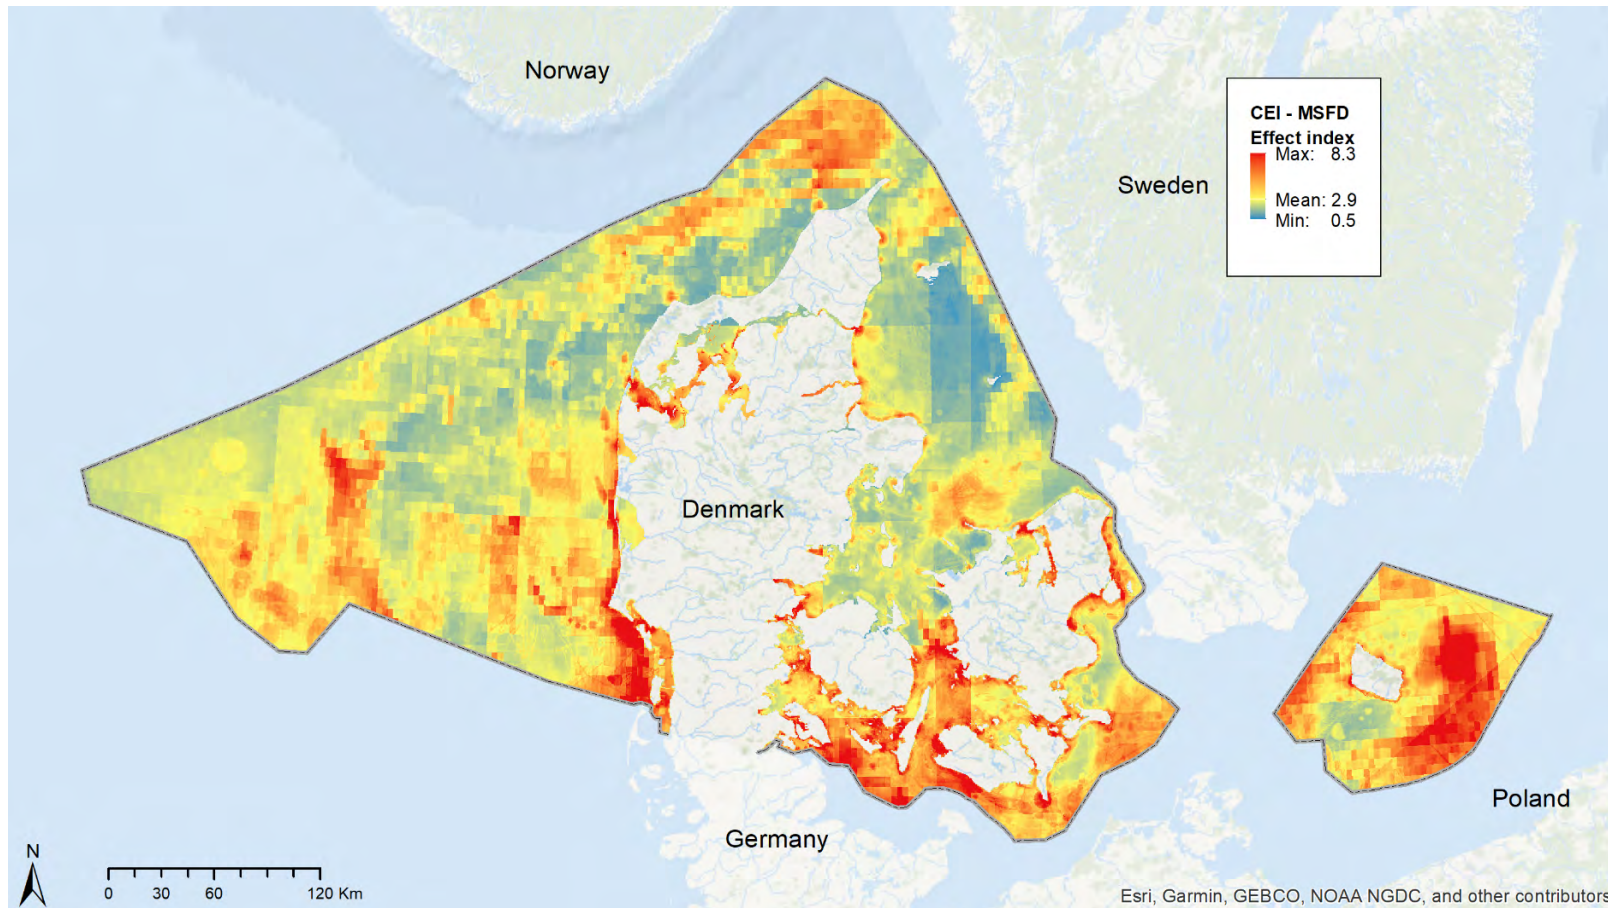 Norway
CEI - MSFD
Effect index
Max: 8.3
Mean: 2.9
Min: 0.5
Sweden
Denmark
Poland
Germany
N
0 30 60 120 Km
Esri, Garmin, GEBCO, NOAA NGDC, and other contributors